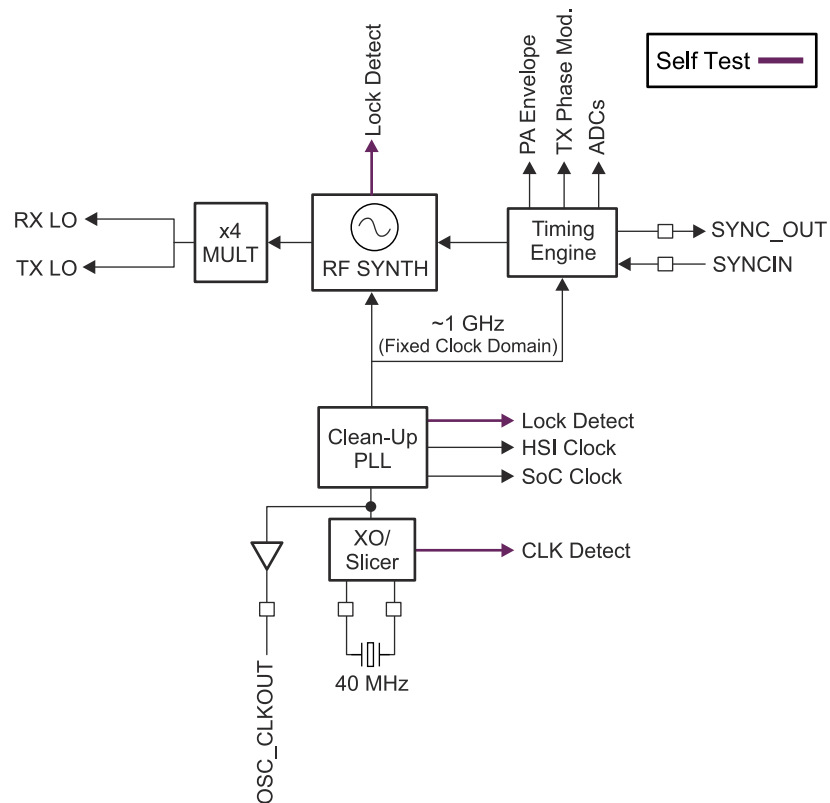 Lock Detect
PA Envelope
TX Phase Mod.
ADCs
Self Test
RX LO
TX LO
x4
MULT
RF SYNTH
Timing
Engine
SYNC_OUT
SYNCIN
~1 GHz
(Fixed Clock Domain)
Clean-Up
PLL
Lock Detect
HSI Clock
SoC Clock
XO/
Slicer
CLK Detect
40 MHz
OSC_CLKOUT